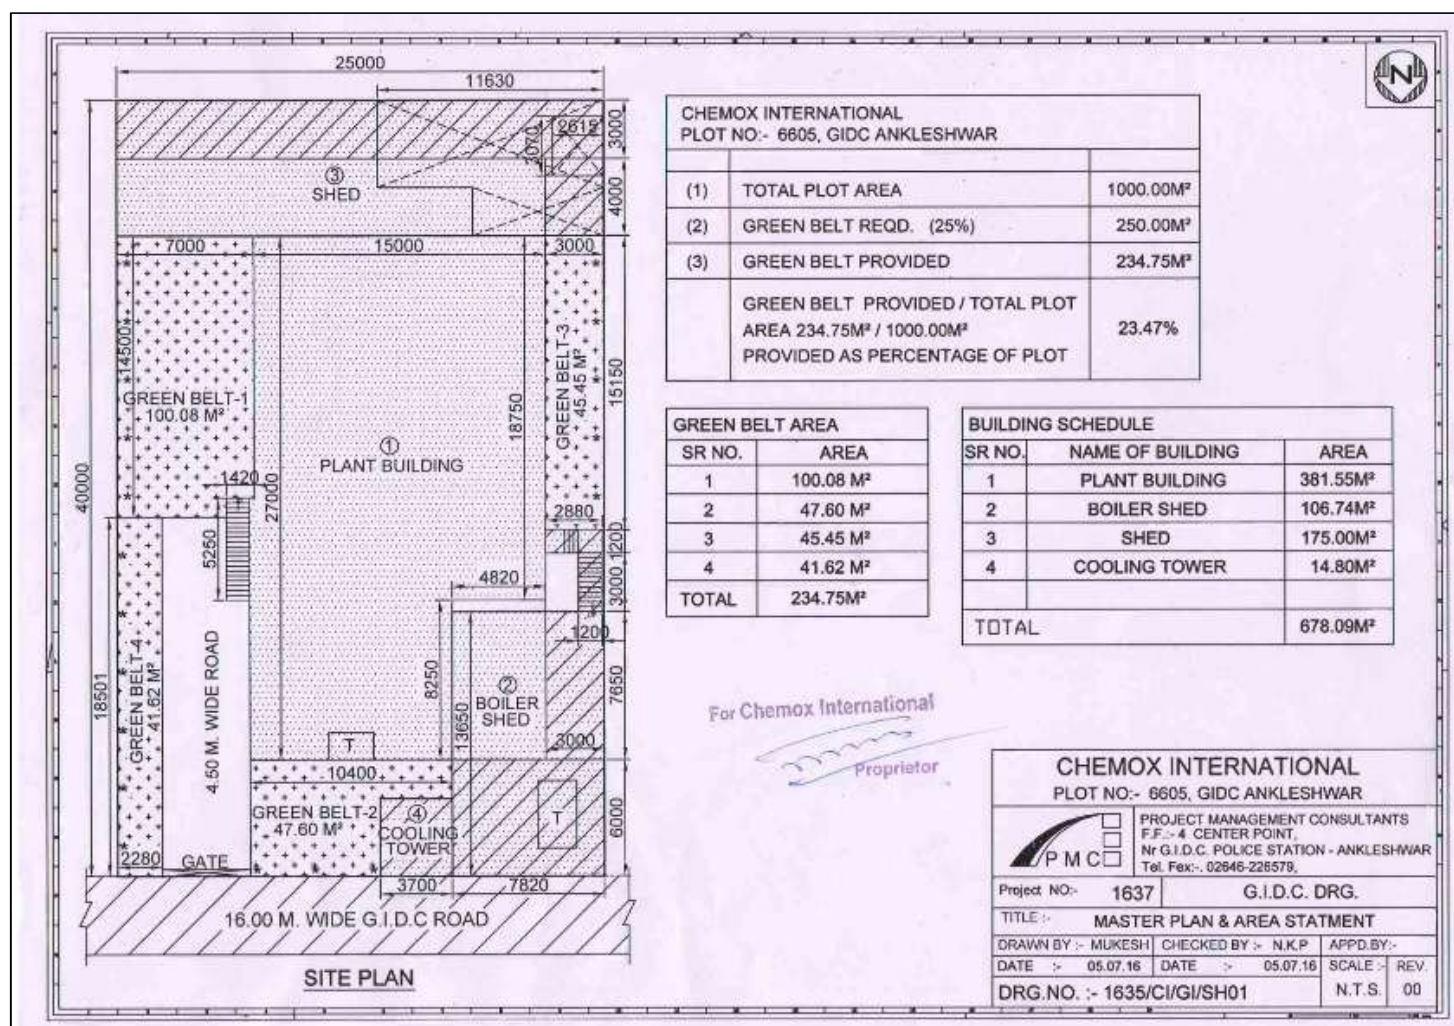 25000
11630
2615
3070
3000
4000
③
SHED
7000
15000
3000
40000
14500
GREEN BELT-1
100.08 M²
①
PLANT BUILDING
18750
GREEN BELT-3
45.45 M²
15150
1420
27000
5250
2880
1200
3000
4820
1200
18501
GREEN BELT-4
41.62 M²
4.50 M. WIDE ROAD
8250
13650
②
BOILER
SHED
7650
3000
T
10400
GREEN BELT-2
47.60 M²
④
COOLING
TOWER
T
6000
2280
GATE
3700
7820
16.00 M. WIDE G.I.D.C ROAD
SITE PLAN
N
CHEMOX INTERNATIONAL
PLOT NO:- 6605, GIDC ANKLESHWAR
(1) TOTAL PLOT AREA 1000.00M²
(2) GREEN BELT REQD. (25%) 250.00M²
(3) GREEN BELT PROVIDED 234.75M²
GREEN BELT PROVIDED / TOTAL PLOT
AREA 234.75M² / 1000.00M² 23.47%
PROVIDED AS PERCENTAGE OF PLOT
GREEN BELT AREA
SR NO. AREA
1 100.08 M²
2 47.60 M²
3 45.45 M²
4 41.62 M²
TOTAL 234.75M²
BUILDING SCHEDULE
SR NO. NAME OF BUILDING AREA
1 PLANT BUILDING 381.55M²
2 BOILER SHED 106.74M²
3 SHED 175.00M²
4 COOLING TOWER 14.80M²
TOTAL 678.09M²
For Chemox International
Proprietor
CHEMOX INTERNATIONAL
PLOT NO:- 6605, GIDC ANKLESHWAR
PMC
PROJECT MANAGEMENT CONSULTANTS
F.F.:- 4 CENTER POINT,
Nr G.I.D.C. POLICE STATION - ANKLESHWAR
Tel. Fex:-. 02646-226579,
Project NO:- 1637 G.I.D.C. DRG.
TITLE :- MASTER PLAN & AREA STATMENT
DRAWN BY :- MUKESH CHECKED BY :- N.K.P APPD.BY:-
DATE :- 05.07.16 DATE :- 05.07.16 SCALE :- REV.
DRG.NO. :- 1635/CI/GI/SH01 N.T.S. 00